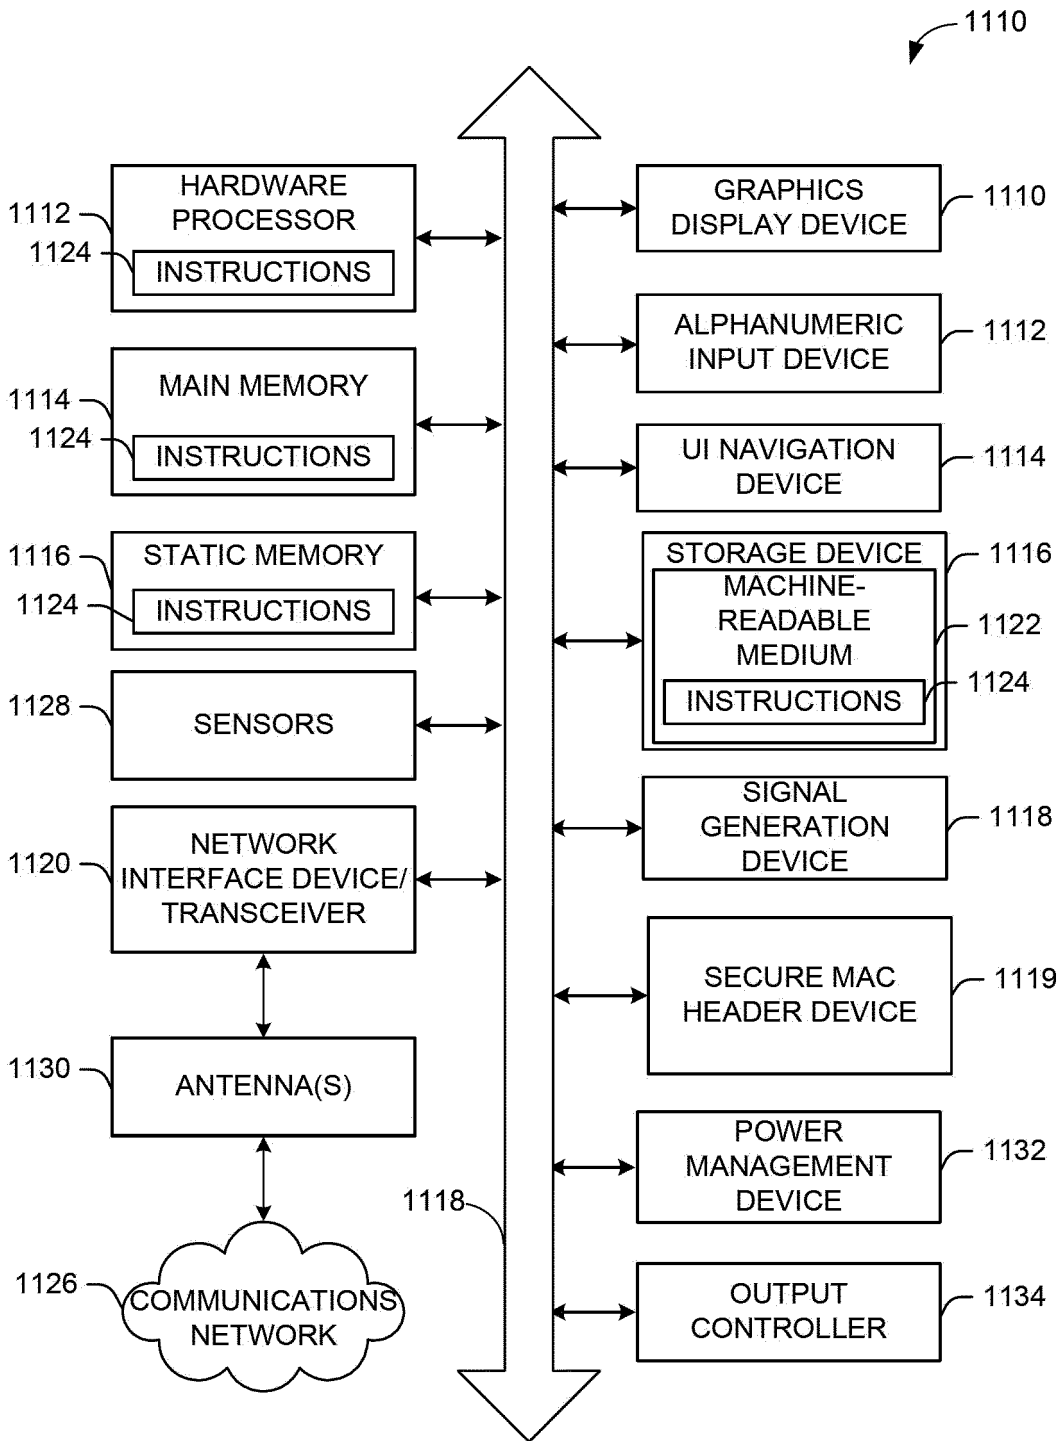 1110
HARDWARE
PROCESSOR
1112
1124
INSTRUCTIONS
MAIN MEMORY
1114
1124
INSTRUCTIONS
STATIC MEMORY
1116
1124
INSTRUCTIONS
1128
SENSORS
NETWORK
INTERFACE DEVICE/
TRANSCEIVER
1120
1130
ANTENNA(S)
1126
COMMUNICATIONS
NETWORK
1118
GRAPHICS
DISPLAY DEVICE
1110
ALPHANUMERIC
INPUT DEVICE
1112
UI NAVIGATION
DEVICE
1114
STORAGE DEVICE
1116
MACHINE-
READABLE
MEDIUM
1122
INSTRUCTIONS
1124
SIGNAL
GENERATION
DEVICE
1118
SECURE MAC
HEADER DEVICE
1119
POWER
MANAGEMENT
DEVICE
1132
OUTPUT
CONTROLLER
1134